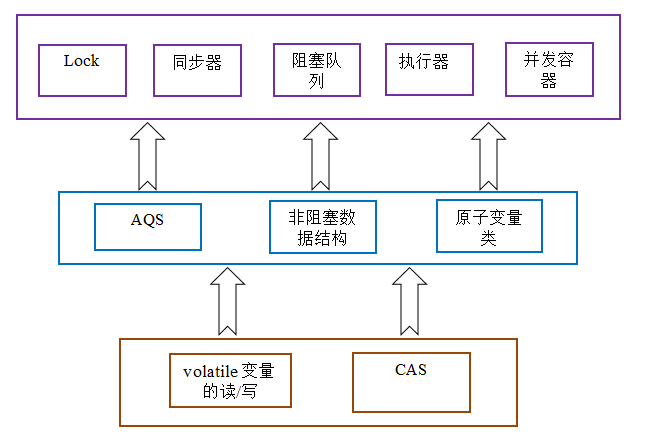 Lock
同步器
阻塞队
列
执行器
并发容
器
AQS
非阻塞数
据结构
原子变量
类
volatile 变量
的读/写
CAS